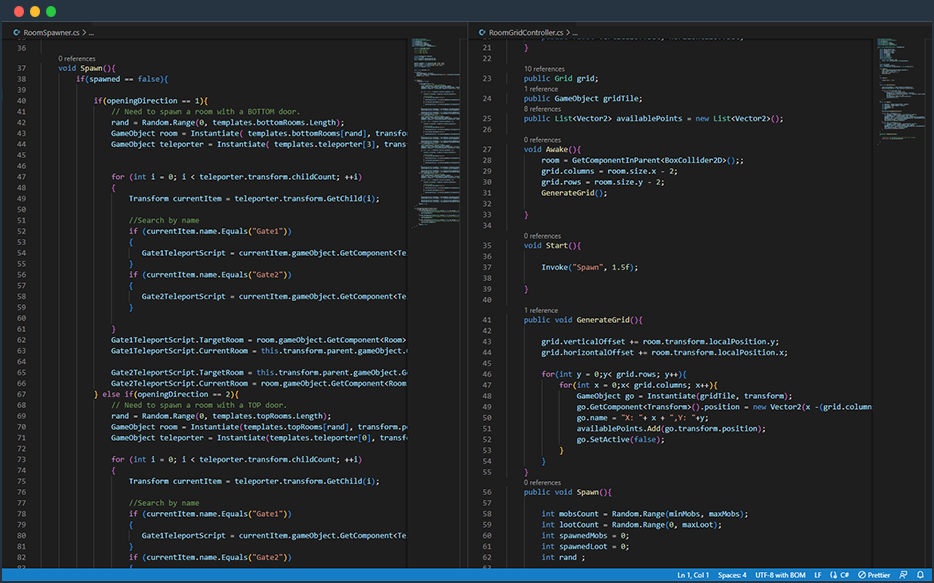 RoomSpawner.cs > ...
36
0 references
37 void Spawn(){
38 if(spawned == false){
39
40 if(openingDirection == 1){
41 // Need to spawn a room with a BOTTOM door.
42 rand = Random.Range(0, templates.bottomRooms.Length);
43 GameObject room = Instantiate( templates.bottomRooms[rand], transfo
44 GameObject teleporter = Instantiate( templates.teleporter[3], trans
45
46
47 for (int i = 0; i < teleporter.transform.childCount; ++i)
48 {
49 Transform currentItem = teleporter.transform.GetChild(i);
50
51 //Search by name
52 if (currentItem.name.Equals("Gate1"))
53 {
54 Gate1TeleportScript = currentItem.gameObject.GetComponent<Te
55 }
56 if (currentItem.name.Equals("Gate2"))
57 {
58 Gate2TeleportScript = currentItem.gameObject.GetComponent<Te
59 }
60
61 }
62 Gate1TeleportScript.TargetRoom = room.gameObject.GetComponent<Room>
63 Gate1TeleportScript.CurrentRoom = this.transform.parent.gameObject.
64
65 Gate2TeleportScript.TargetRoom = this.transform.parent.gameObject.G
66 Gate2TeleportScript.CurrentRoom = room.gameObject.GetComponent<Room
67 } else if(openingDirection == 2){
68 // Need to spawn a room with a TOP door.
69 rand = Random.Range(0, templates.topRooms.Length);
70 GameObject room = Instantiate(templates.topRooms[rand], transform.p
71 GameObject teleporter = Instantiate(templates.teleporter[0], transf
72
73 for (int i = 0; i < teleporter.transform.childCount; ++i)
74 {
75 Transform currentItem = teleporter.transform.GetChild(i);
76
77 //Search by name
78 if (currentItem.name.Equals("Gate1"))
79 {
80 Gate1TeleportScript = currentItem.gameObject.GetComponent<Te
81 }
82 if (currentItem.name.Equals("Gate2"))
83 {
RoomGridController.cs > ...
21 }
22
10 references
23 public Grid grid;
1 reference
24 public GameObject gridTile;
8 references
25 public List<Vector2> availablePoints = new List<Vector2>();
26
0 references
27 void Awake(){
28 room = GetComponentInParent<BoxCollider2D>();;
29 grid.columns = room.size.x - 2;
30 grid.rows = room.size.y - 2;
31 GenerateGrid();
32
33 }
34
0 references
35 void Start(){
36
37 Invoke("Spawn", 1.5f);
38
39 }
40
1 reference
41 public void GenerateGrid(){
42
43 grid.verticalOffset += room.transform.localPosition.y;
44 grid.horizontalOffset += room.transform.localPosition.x;
45
46 for(int y = 0;y< grid.rows; y++){
47 for(int x = 0;x< grid.columns; x++){
48 GameObject go = Instantiate(gridTile, transform);
49 go.GetComponent<Transform>().position = new Vector2(x -(grid.column
50 go.name = "X: "+ x + ",Y: "+y;
51 availablePoints.Add(go.transform.position);
52 go.SetActive(false);
53 }
54 }
55 }
0 references
56 public void Spawn(){
57
58 int mobsCount = Random.Range(minMobs, maxMobs);
59 int lootCount = Random.Range(0, maxLoot);
60 int spawnedMobs = 0;
61 int spawnedLoot = 0;
62 int rand ;
Ln 1, Col 1 Spaces: 4 UTF-8 with BOM LF {} C# Prettier